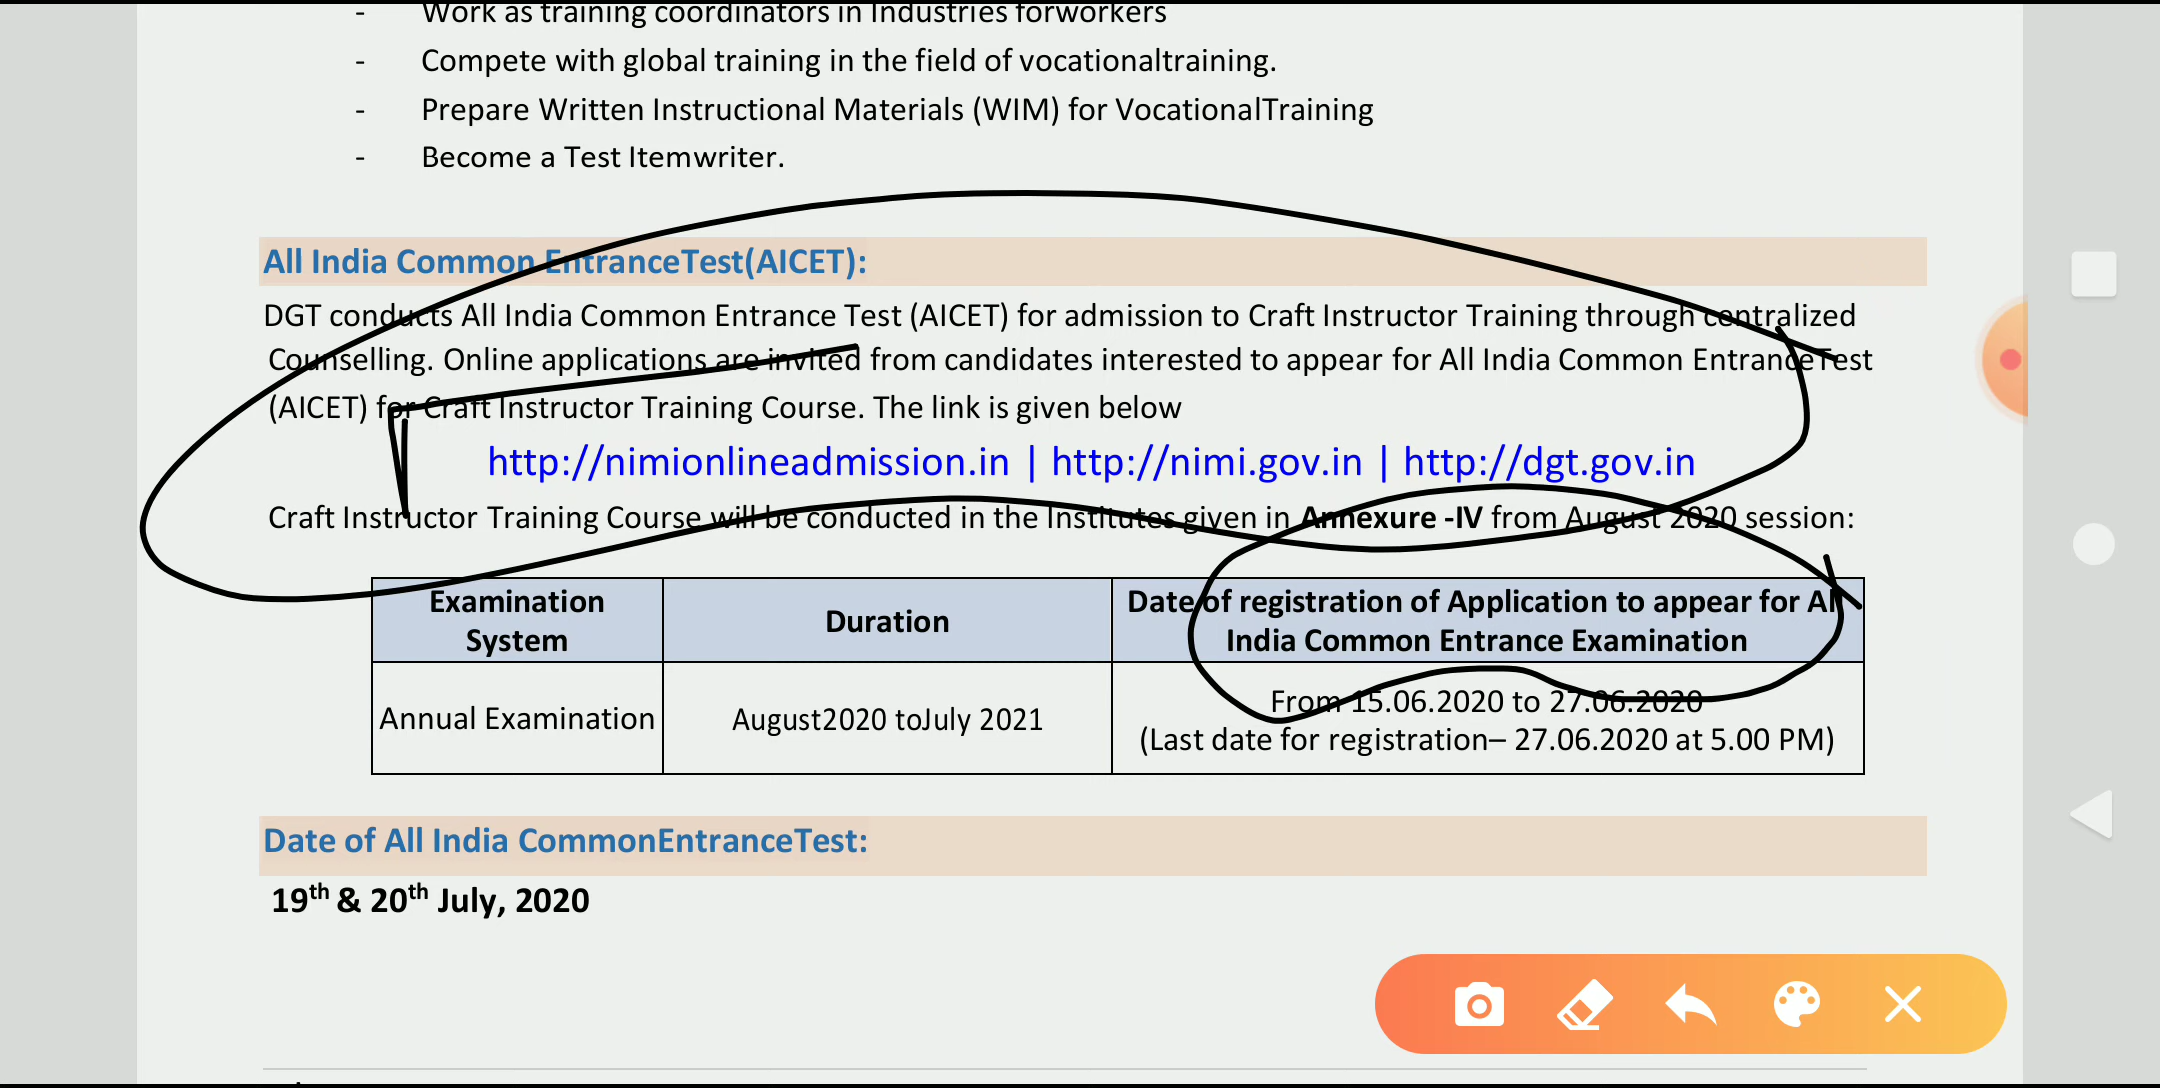 - Work as training coordinators in Industries forworkers
- Compete with global training in the field of vocationaltraining.
- Prepare Written Instructional Materials (WIM) for VocationalTraining
- Become a Test Itemwriter.
All India Common EntranceTest(AICET):
DGT conducts All India Common Entrance Test (AICET) for admission to Craft Instructor Training through centralized
Counselling. Online applications are invited from candidates interested to appear for All India Common EntranceTest
(AICET) for Craft Instructor Training Course. The link is given below
http://nimionlineadmission.in | http://nimi.gov.in | http://dgt.gov.in
Craft Instructor Training Course will be conducted in the Institutes given in Annexure -IV from August 2020 session:
Examination
System
Duration
Date of registration of Application to appear for All
India Common Entrance Examination
Annual Examination
August2020 toJuly 2021
From 15.06.2020 to 27.06.2020
(Last date for registration– 27.06.2020 at 5.00 PM)
Date of All India CommonEntranceTest:
19th & 20th July, 2020